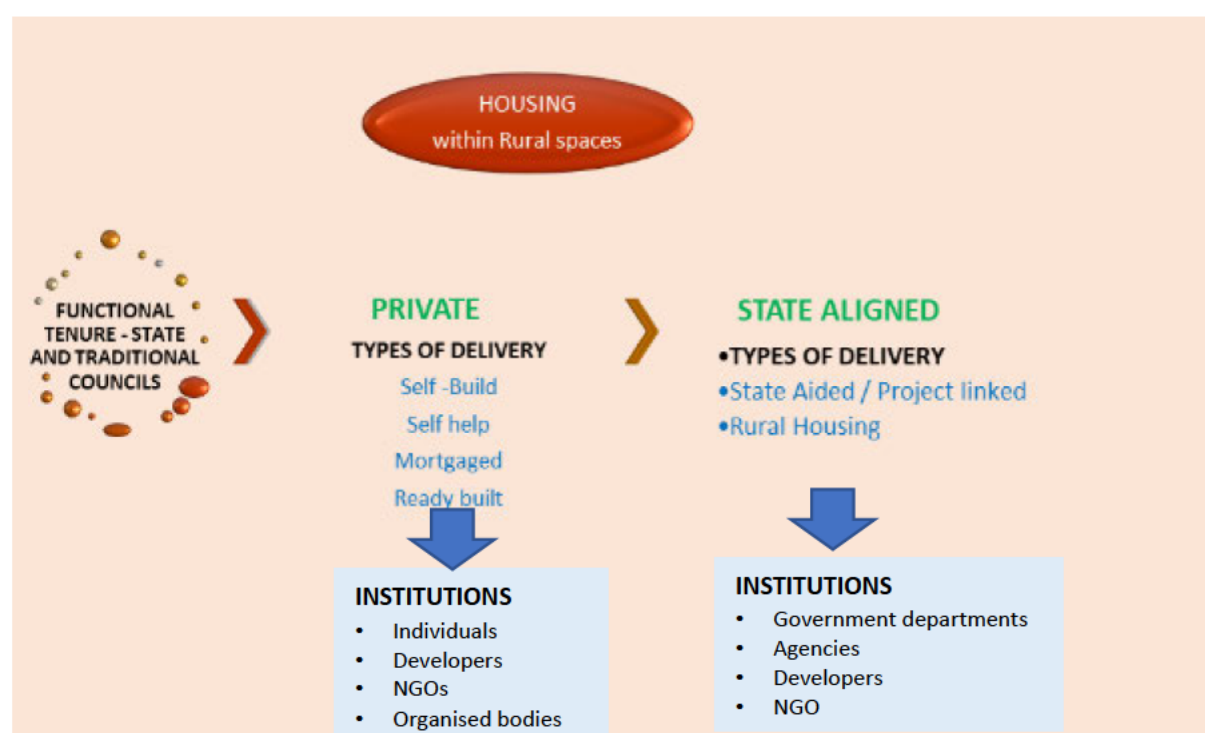 HOUSING
within Rural spaces
FUNCTIONAL
TENURE - STATE
AND TRADITIONAL
COUNCILS
PRIVATE
TYPES OF DELIVERY
Self -Build
Self help
Mortgaged
Ready built
STATE ALIGNED
•TYPES OF DELIVERY
•State Aided / Project linked
•Rural Housing
INSTITUTIONS
• Individuals
• Developers
• NGOs
• Organised bodies
INSTITUTIONS
• Government departments
• Agencies
• Developers
• NGO